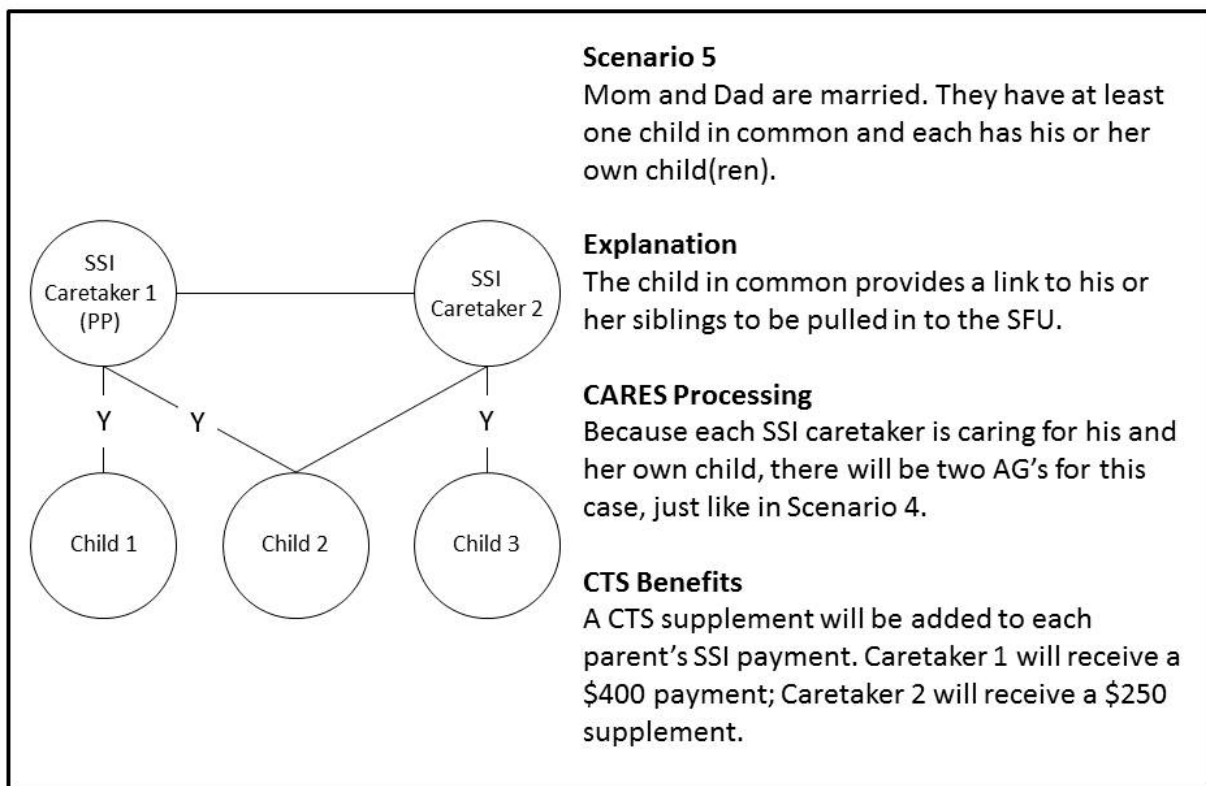 Scenario 5
Mom and Dad are married. They have at least
one child in common and each has his or her
own child(ren).
Explanation
The child in common provides a link to his or
her siblings to be pulled in to the SFU.
CARES Processing
Because each SSI caretaker is caring for his and
her own child, there will be two AG's for this
case, just like in Scenario 4.
CTS Benefits
A CTS supplement will be added to each
parent's SSI payment. Caretaker 1 will receive a
$400 payment; Caretaker 2 will receive a $250
supplement.
SSI
Caretaker 1
(PP)
SSI
Caretaker 2
Y
Y
Y
Child 1
Child 2
Child 3